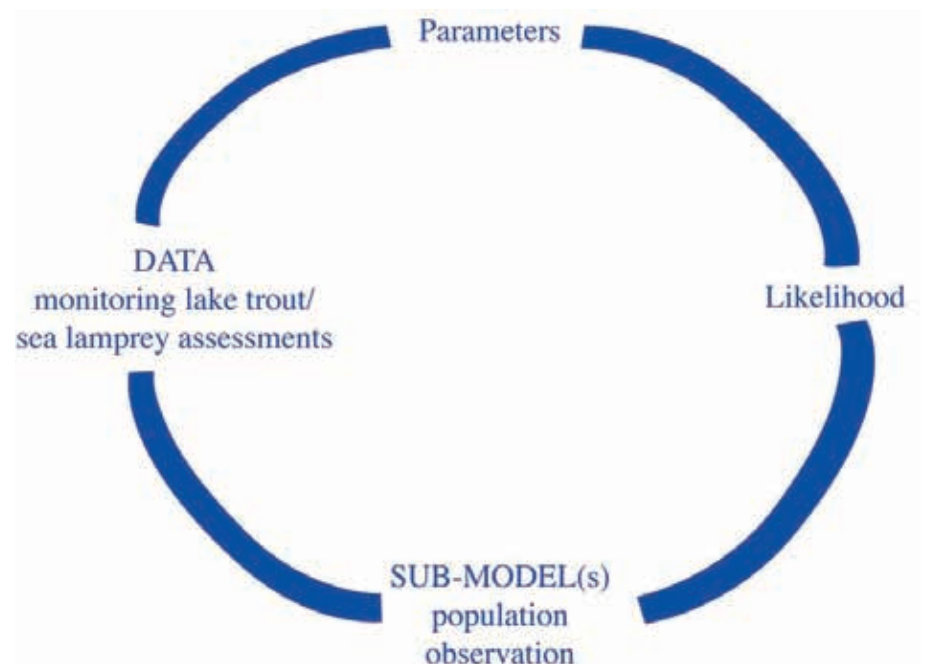 Parameters
DATA
monitoring lake trout/
sea lamprey assessments
Likelihood
SUB-MODEL(s)
population
observation